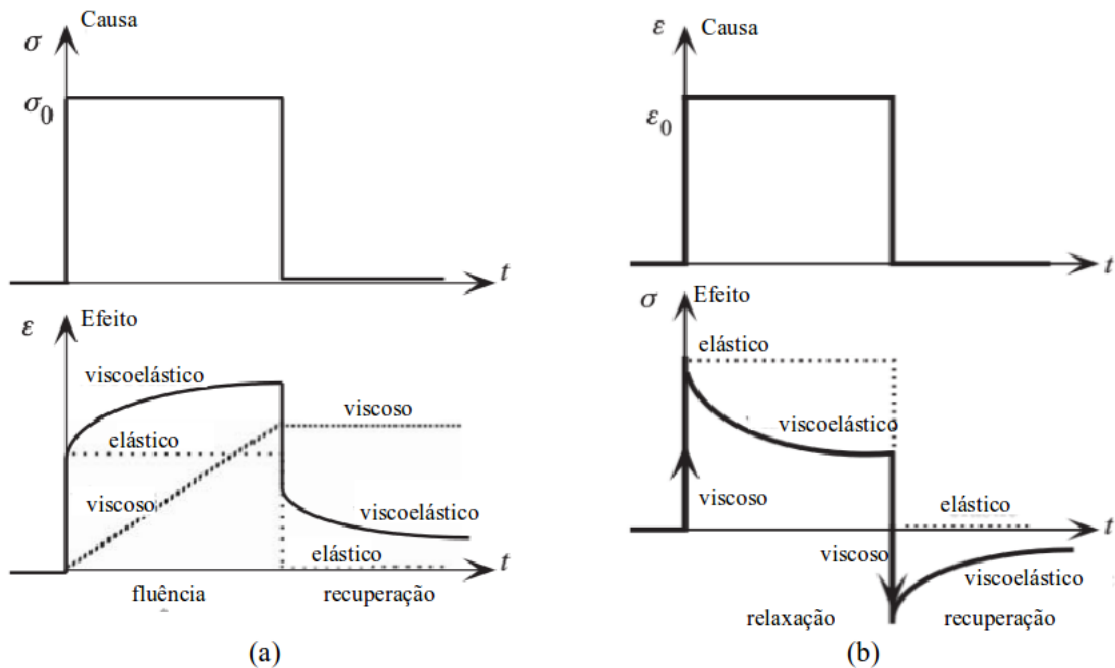 Causa
σ
σ0
t
Efeito
ε
viscoelástico
viscoso
elástico
viscoso
viscoelástico
elástico
t
fluência
recuperação
(a)
ε
Causa
ε0
t
σ
Efeito
elástico
viscoelástico
viscoso
elástico
t
viscoso
viscoelástico
relaxação
recuperação
(b)